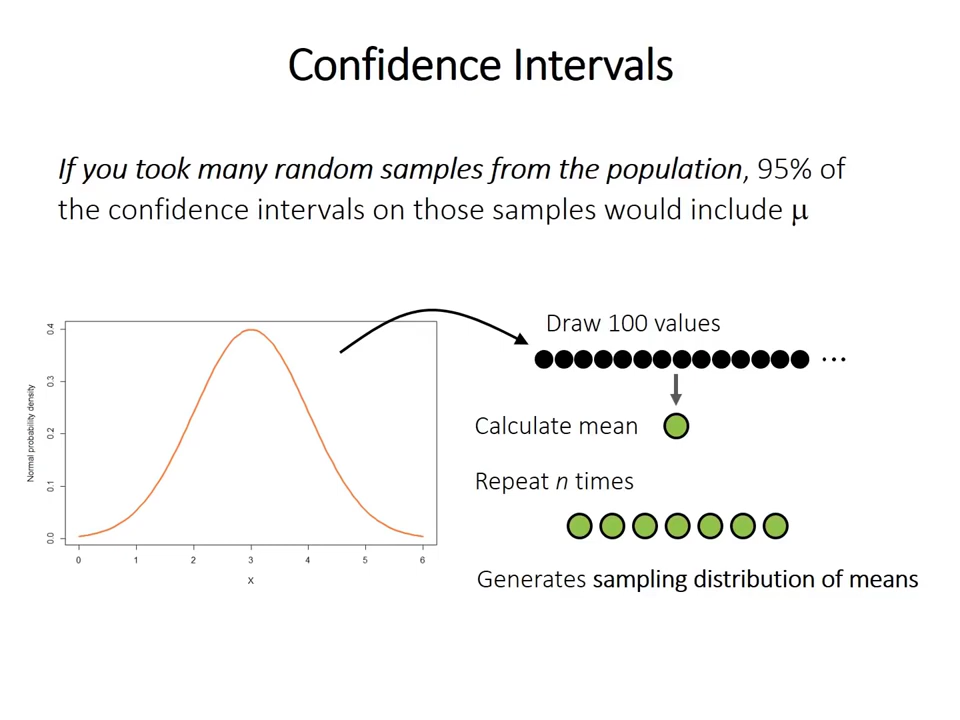 Confidence Intervals
If you took many random samples from the population, 95% of
the confidence intervals on those samples would include μ
Draw 100 values
...
Calculate mean
Repeat n times
Generates sampling distribution of means
Normal probability density
0.4
0.3
0.2
0.1
0.0
0 1 2 3 4 5 6
x